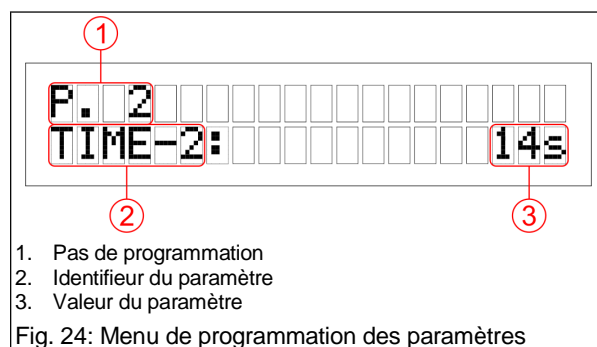 1
P. 2
TIME-2: 14s
2 3
1. Pas de programmation
2. Identifieur du paramètre
3. Valeur du paramètre
Fig. 24: Menu de programmation des paramètres